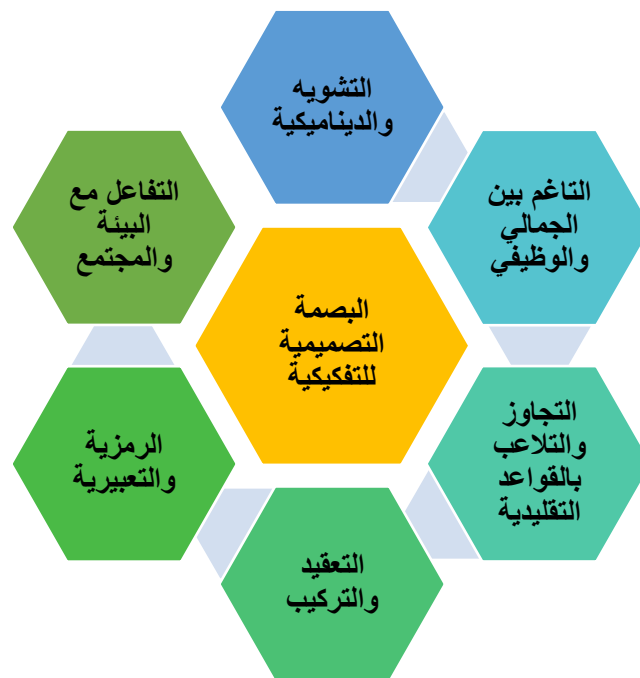 التشويه
والديناميكية
التاغم بين
الجمالي
والوظيفي
التفاعل مع
البيئة
والمجتمع
البصمة
التصميمية
للتفكيكية
التجاوز
والتلاعب
بالقواعد
التقليدية
الرمزية
والتعبيرية
التعقيد
والتركيب